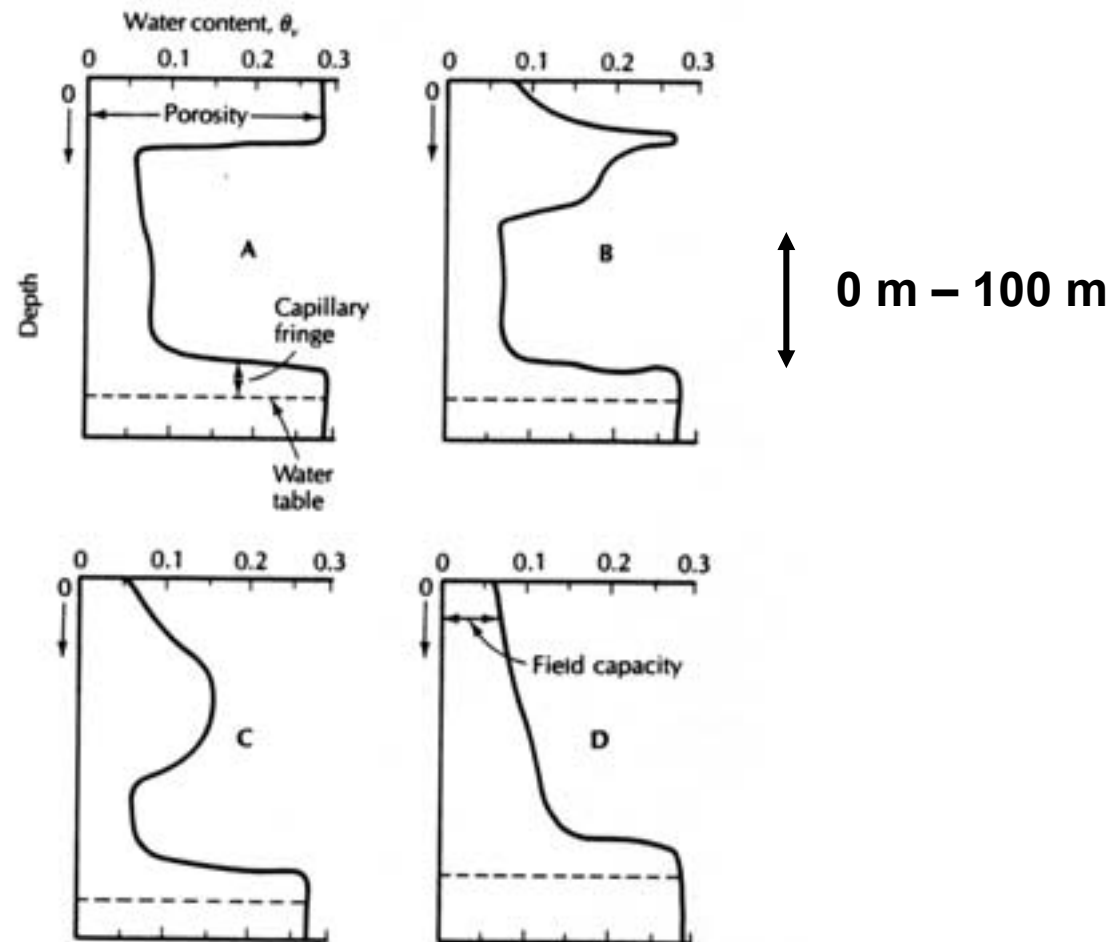 Water content, θᵥ
0 0.1 0.2 0.3
0
Porosity
A
Depth
Capillary
fringe
Water
table
0 0.1 0.2 0.3
0
B
0 m – 100 m
0 0.1 0.2 0.3
0
C
0 0.1 0.2 0.3
0
Field capacity
D